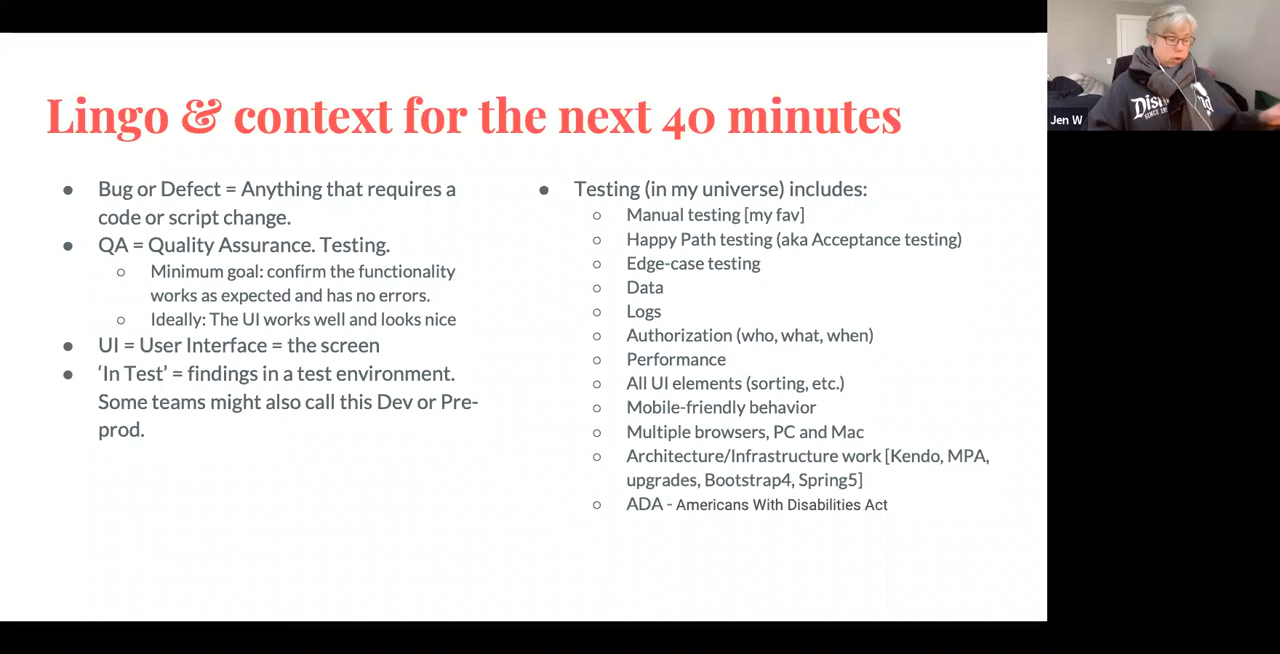 Lingo & context for the next 40 minutes
● Bug or Defect = Anything that requires a
code or script change.
● QA = Quality Assurance. Testing.
○ Minimum goal: confirm the functionality
works as expected and has no errors.
○ Ideally: The UI works well and looks nice
● UI = User Interface = the screen
● ‘In Test’ = findings in a test environment.
Some teams might also call this Dev or Pre-
prod.
● Testing (in my universe) includes:
○ Manual testing [my fav]
○ Happy Path testing (aka Acceptance testing)
○ Edge-case testing
○ Data
○ Logs
○ Authorization (who, what, when)
○ Performance
○ All UI elements (sorting, etc.)
○ Mobile-friendly behavior
○ Multiple browsers, PC and Mac
○ Architecture/Infrastructure work [Kendo, MPA,
upgrades, Bootstrap4, Spring5]
○ ADA - Americans With Disabilities Act
Jen W